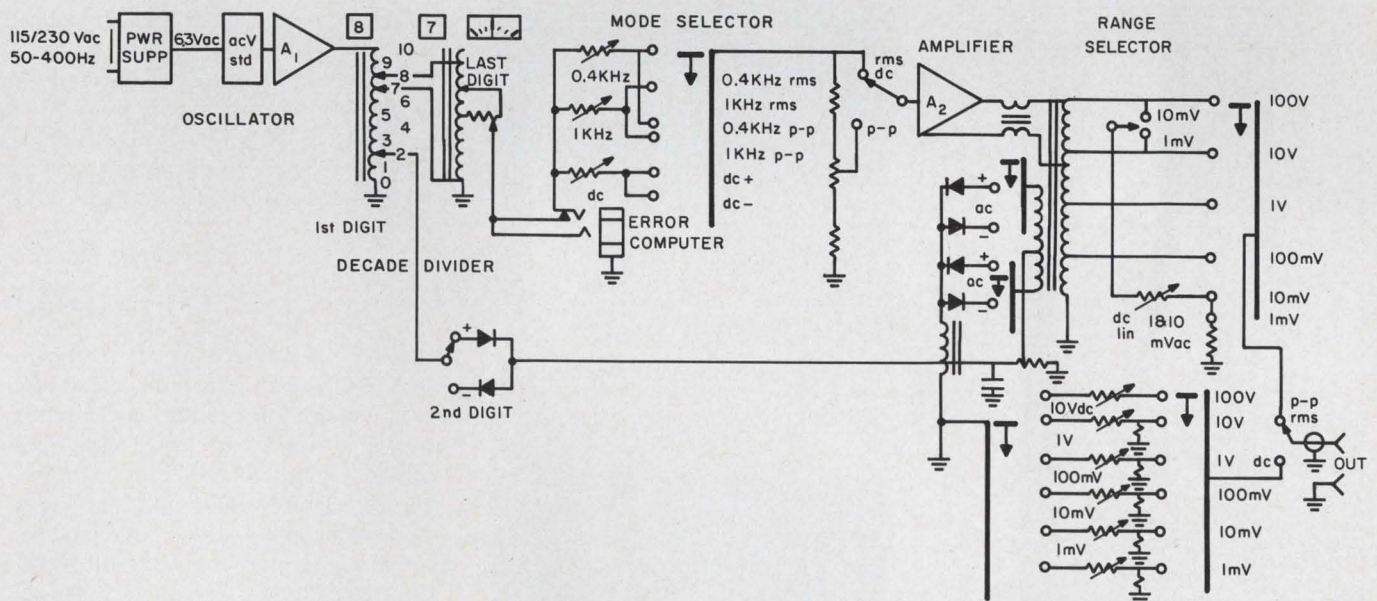 115/230 Vac
50-400Hz
PWR
SUPP
6,3Vac
acV
std
A1
OSCILLATOR
8
7
10
9
8
7
6
5
4
3
2
1
0
LAST
DIGIT
1st DIGIT
DECADE DIVIDER
+
-
2nd DIGIT
MODE SELECTOR
0.4KHz
1KHz
dc
ERROR
COMPUTER
0.4KHz rms
1KHz rms
0.4KHz p-p
1KHz p-p
dc+
dc-
rms
dc
p-p
AMPLIFIER
A2
+
ac
-
+
ac
-
RANGE
SELECTOR
10mV
1mV
dc
lin
1&10
mVac
100V
10V
1V
100mV
10mV
1mV
10Vdc
1V
100mV
10mV
1mV
100V
10V
1V
100mV
10mV
1mV
p-p
rms
dc
OUT